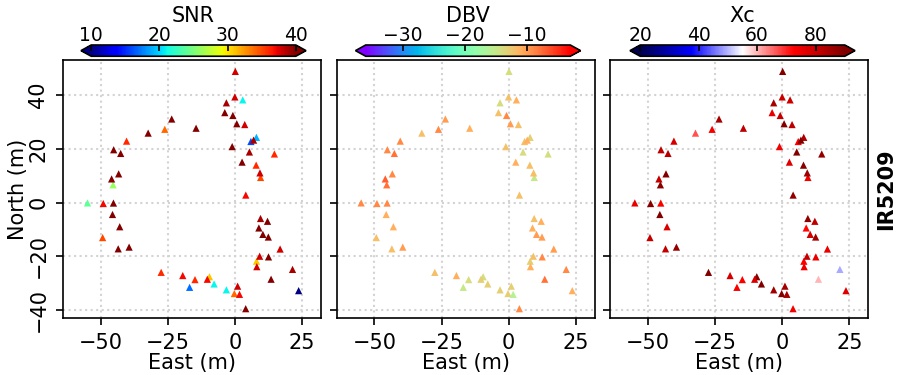 SNR DBV Xc
10 20 30 40 −30 −20 −10 20 40 60 80
40
20
0
−20
−40
North (m)
IR5209
−50 −25 0 25 −50 −25 0 25 −50 −25 0 25
East (m) East (m) East (m)